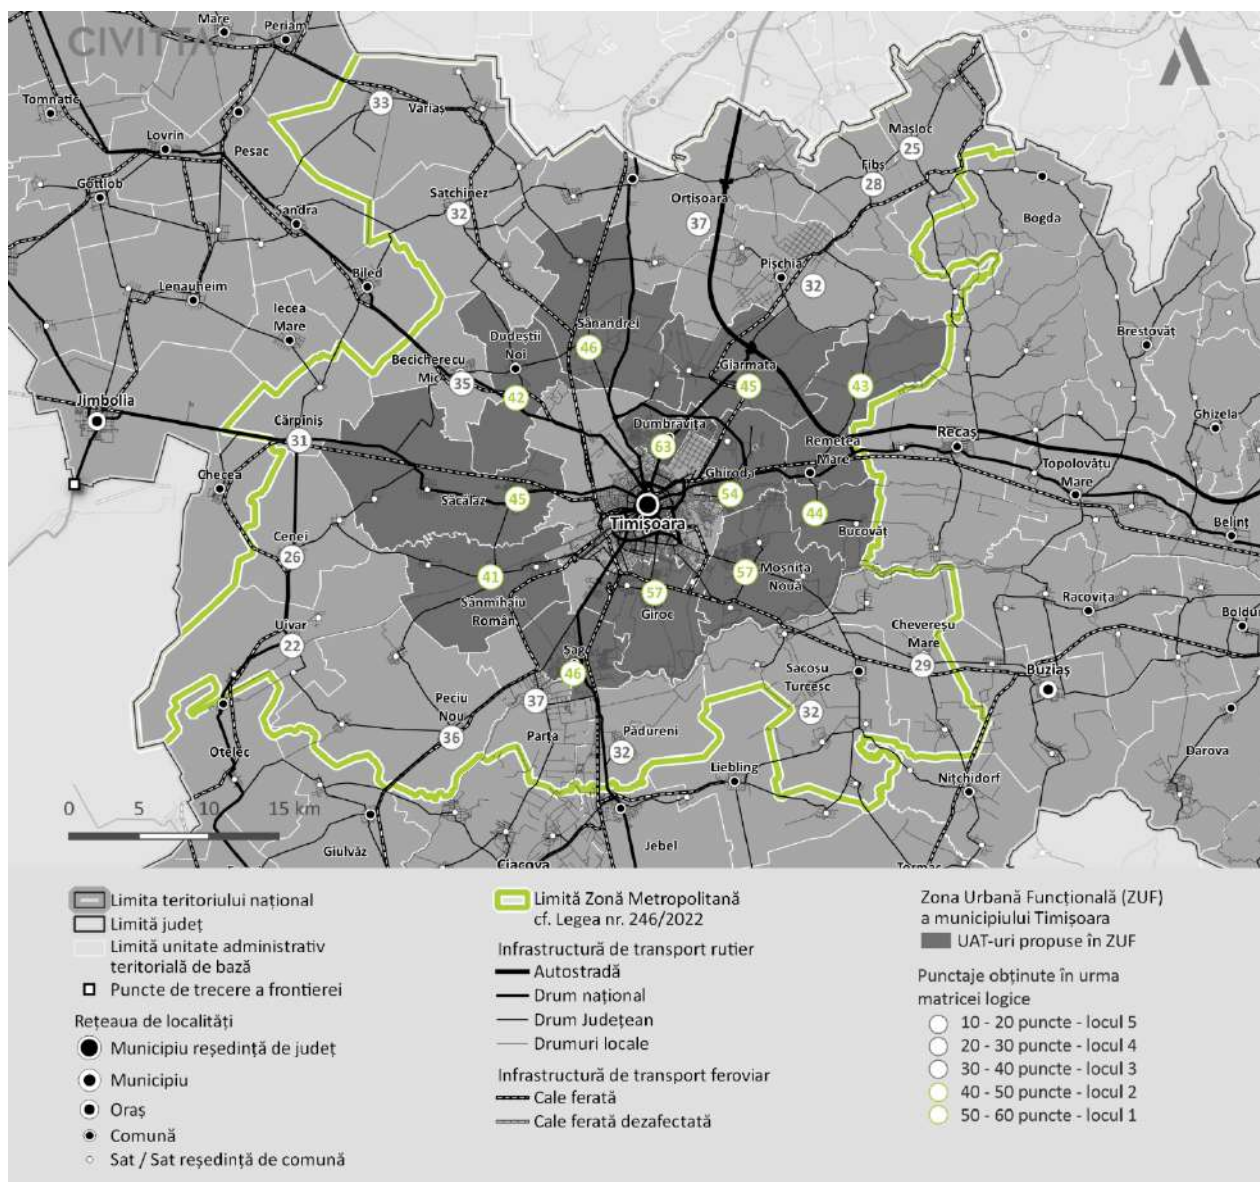 CIVITTA
Mare
Periam
Tomnatic
Lovrin
Pesac
33
Variaș
Masloc
25
Fibș
28
Gottlob
Sandra
Satchinez
32
Orțișoara
37
Bogda
Pișchia
32
Lenauheim
Biled
Iecea
Mare
Dudeștii
Noi
Sânandrei
46
Brestovăț
Becicherecu
Mic
35
42
Giarmata
45
43
Jimbolia
Cărpiniș
31
Dumbrăvița
63
Remetea
Mare
Recaș
Ghizela
Checea
Săcălaz
45
Ghiroda
54
Topolovățu
Mare
Timișoara
44
Bucovăț
Belinț
Cenei
26
41
Sânmihaiu
Român
57
Moșnița
Nouă
57
Giroc
Racovița
Uivar
22
Cheveresu
Mare
29
Șag
46
Sacoșu
Turcesc
32
Buziaș
Peciu
Nou
36
37
Parța
Pădureni
32
Otelec
Liebling
Nițchidorf
Darova
0 5 10 15 km
Giulvăz
Ciacova
Jebel
Limita teritoriului național
Limită județ
Limită unitate administrativ
teritorială de bază
Puncte de trecere a frontierei
Rețeaua de localități
Municipiu reședință de județ
Municipiu
Oraș
Comună
Sat / Sat reședință de comună
Limită Zonă Metropolitană
cf. Legea nr. 246/2022
Infrastructură de transport rutier
Autostradă
Drum național
Drum Județean
Drumuri locale
Infrastructură de transport feroviar
Cale ferată
Cale ferată dezafectată
Zona Urbană Funcțională (ZUF)
a municipiului Timișoara
UAT-uri propuse în ZUF
Punctaje obținute în urma
matricei logice
10 - 20 puncte - locul 5
20 - 30 puncte - locul 4
30 - 40 puncte - locul 3
40 - 50 puncte - locul 2
50 - 60 puncte - locul 1